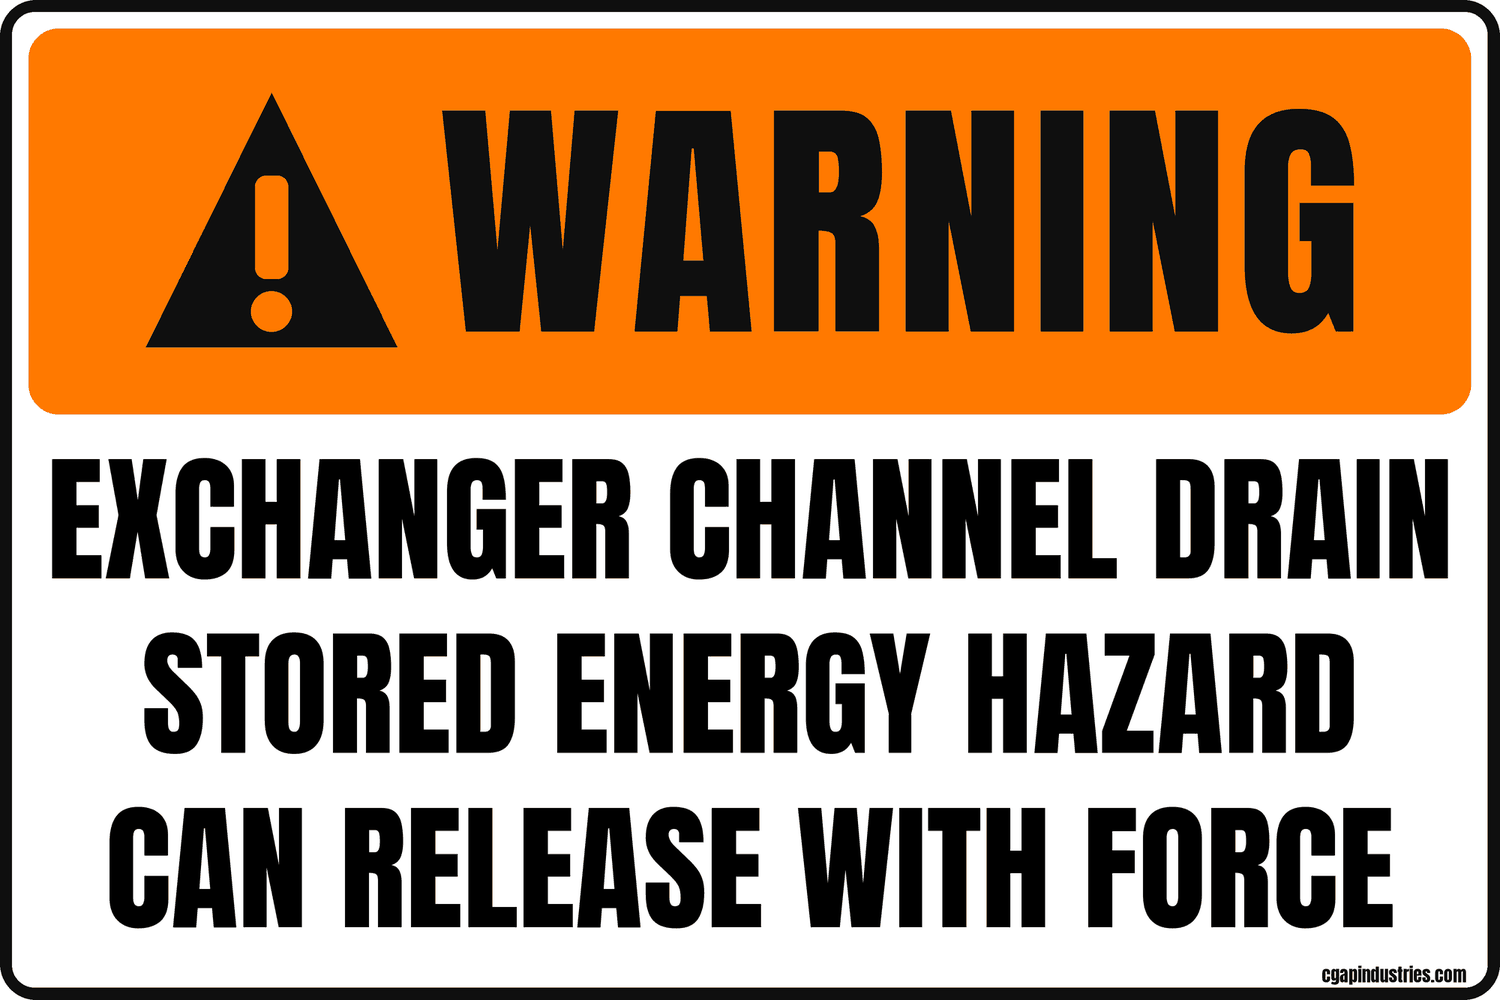 WARNING
EXCHANGER CHANNEL DRAIN
STORED ENERGY HAZARD
CAN RELEASE WITH FORCE
cgapindustries.com